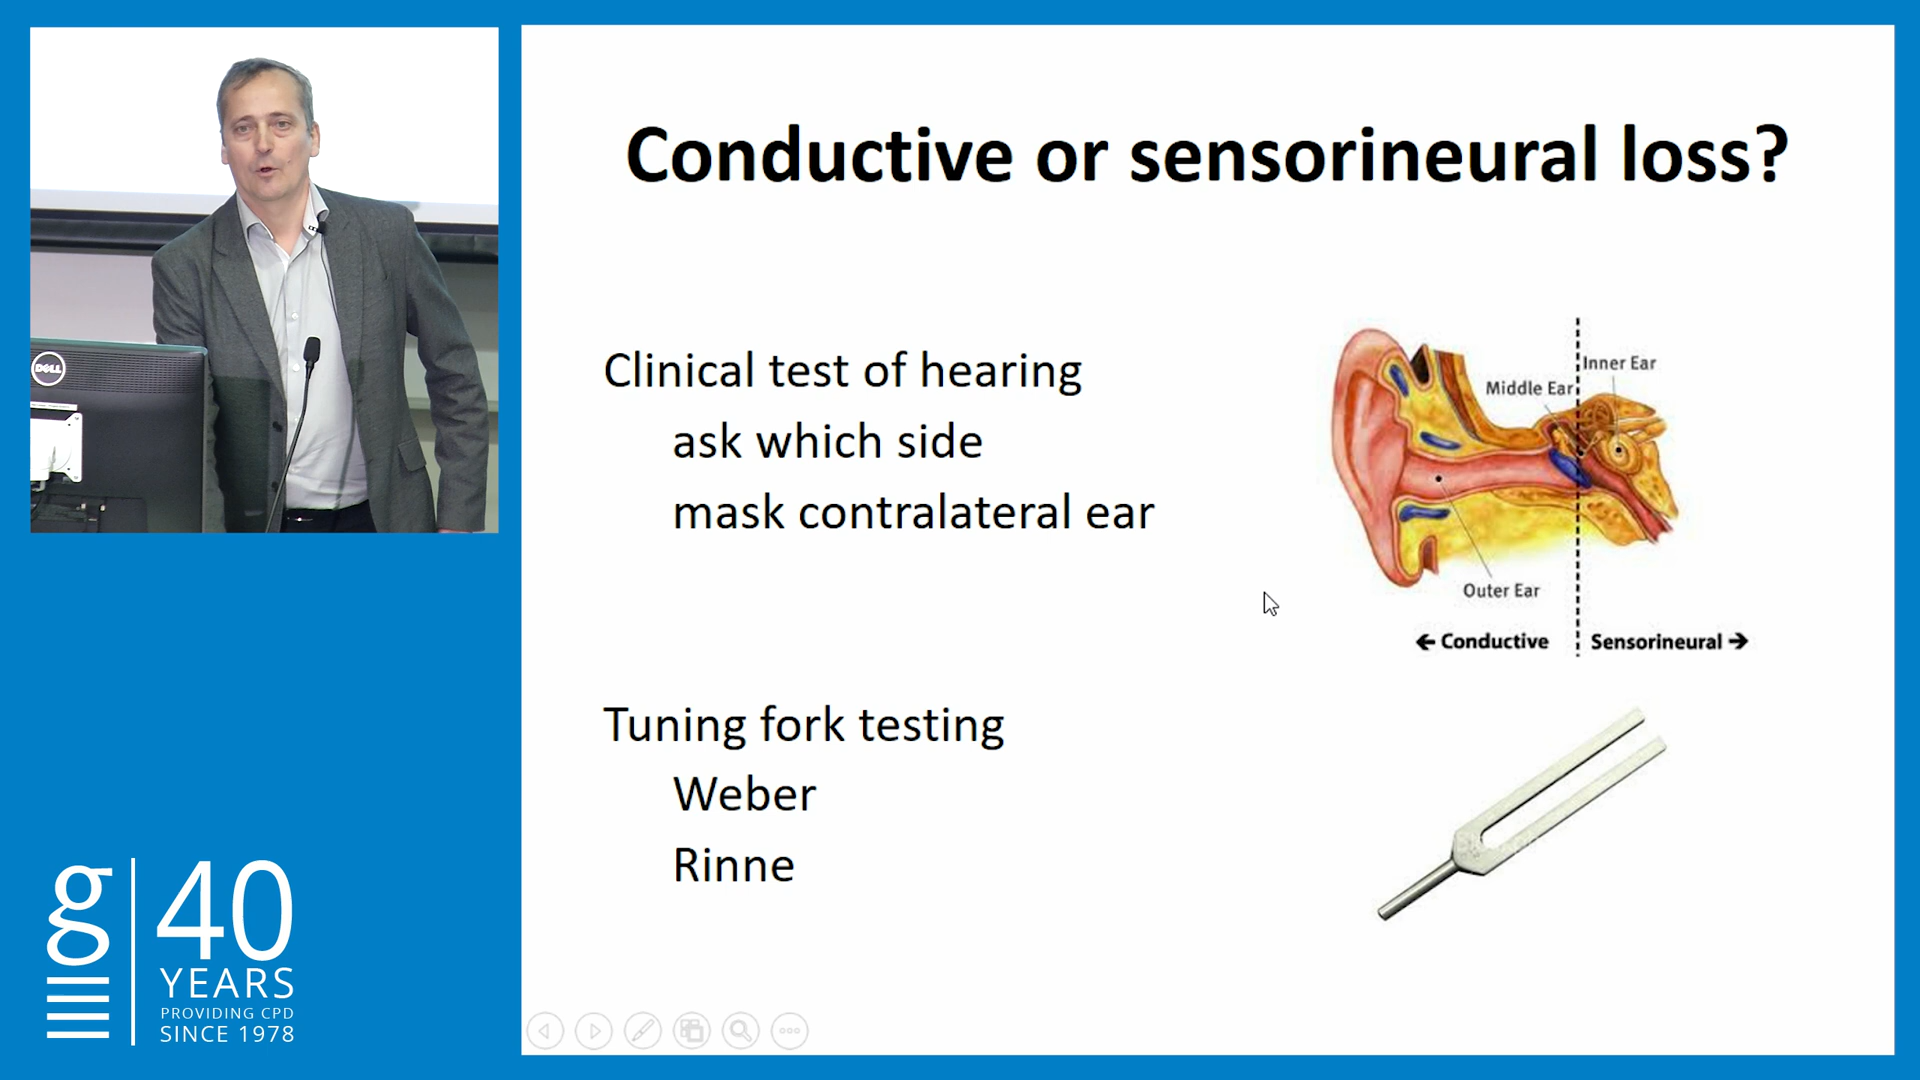 Conductive or sensorineural loss?
Clinical test of hearing
ask which side
mask contralateral ear
Inner Ear
Middle Ear
Outer Ear
← Conductive
Sensorineural →
Tuning fork testing
Weber
Rinne
DELL
g
40
YEARS
PROVIDING CPD
SINCE 1978